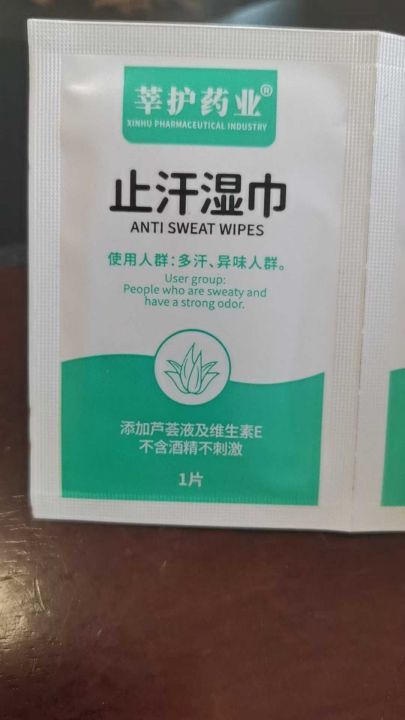 莘护药业®
XINHU PHARMACEUTICAL INDUSTRY
止汗湿巾
ANTI SWEAT WIPES
使用人群：多汗、异味人群。
User group:
People who are sweaty and
have a strong odor.
添加芦荟液及维生素E
不含酒精不刺激
1片